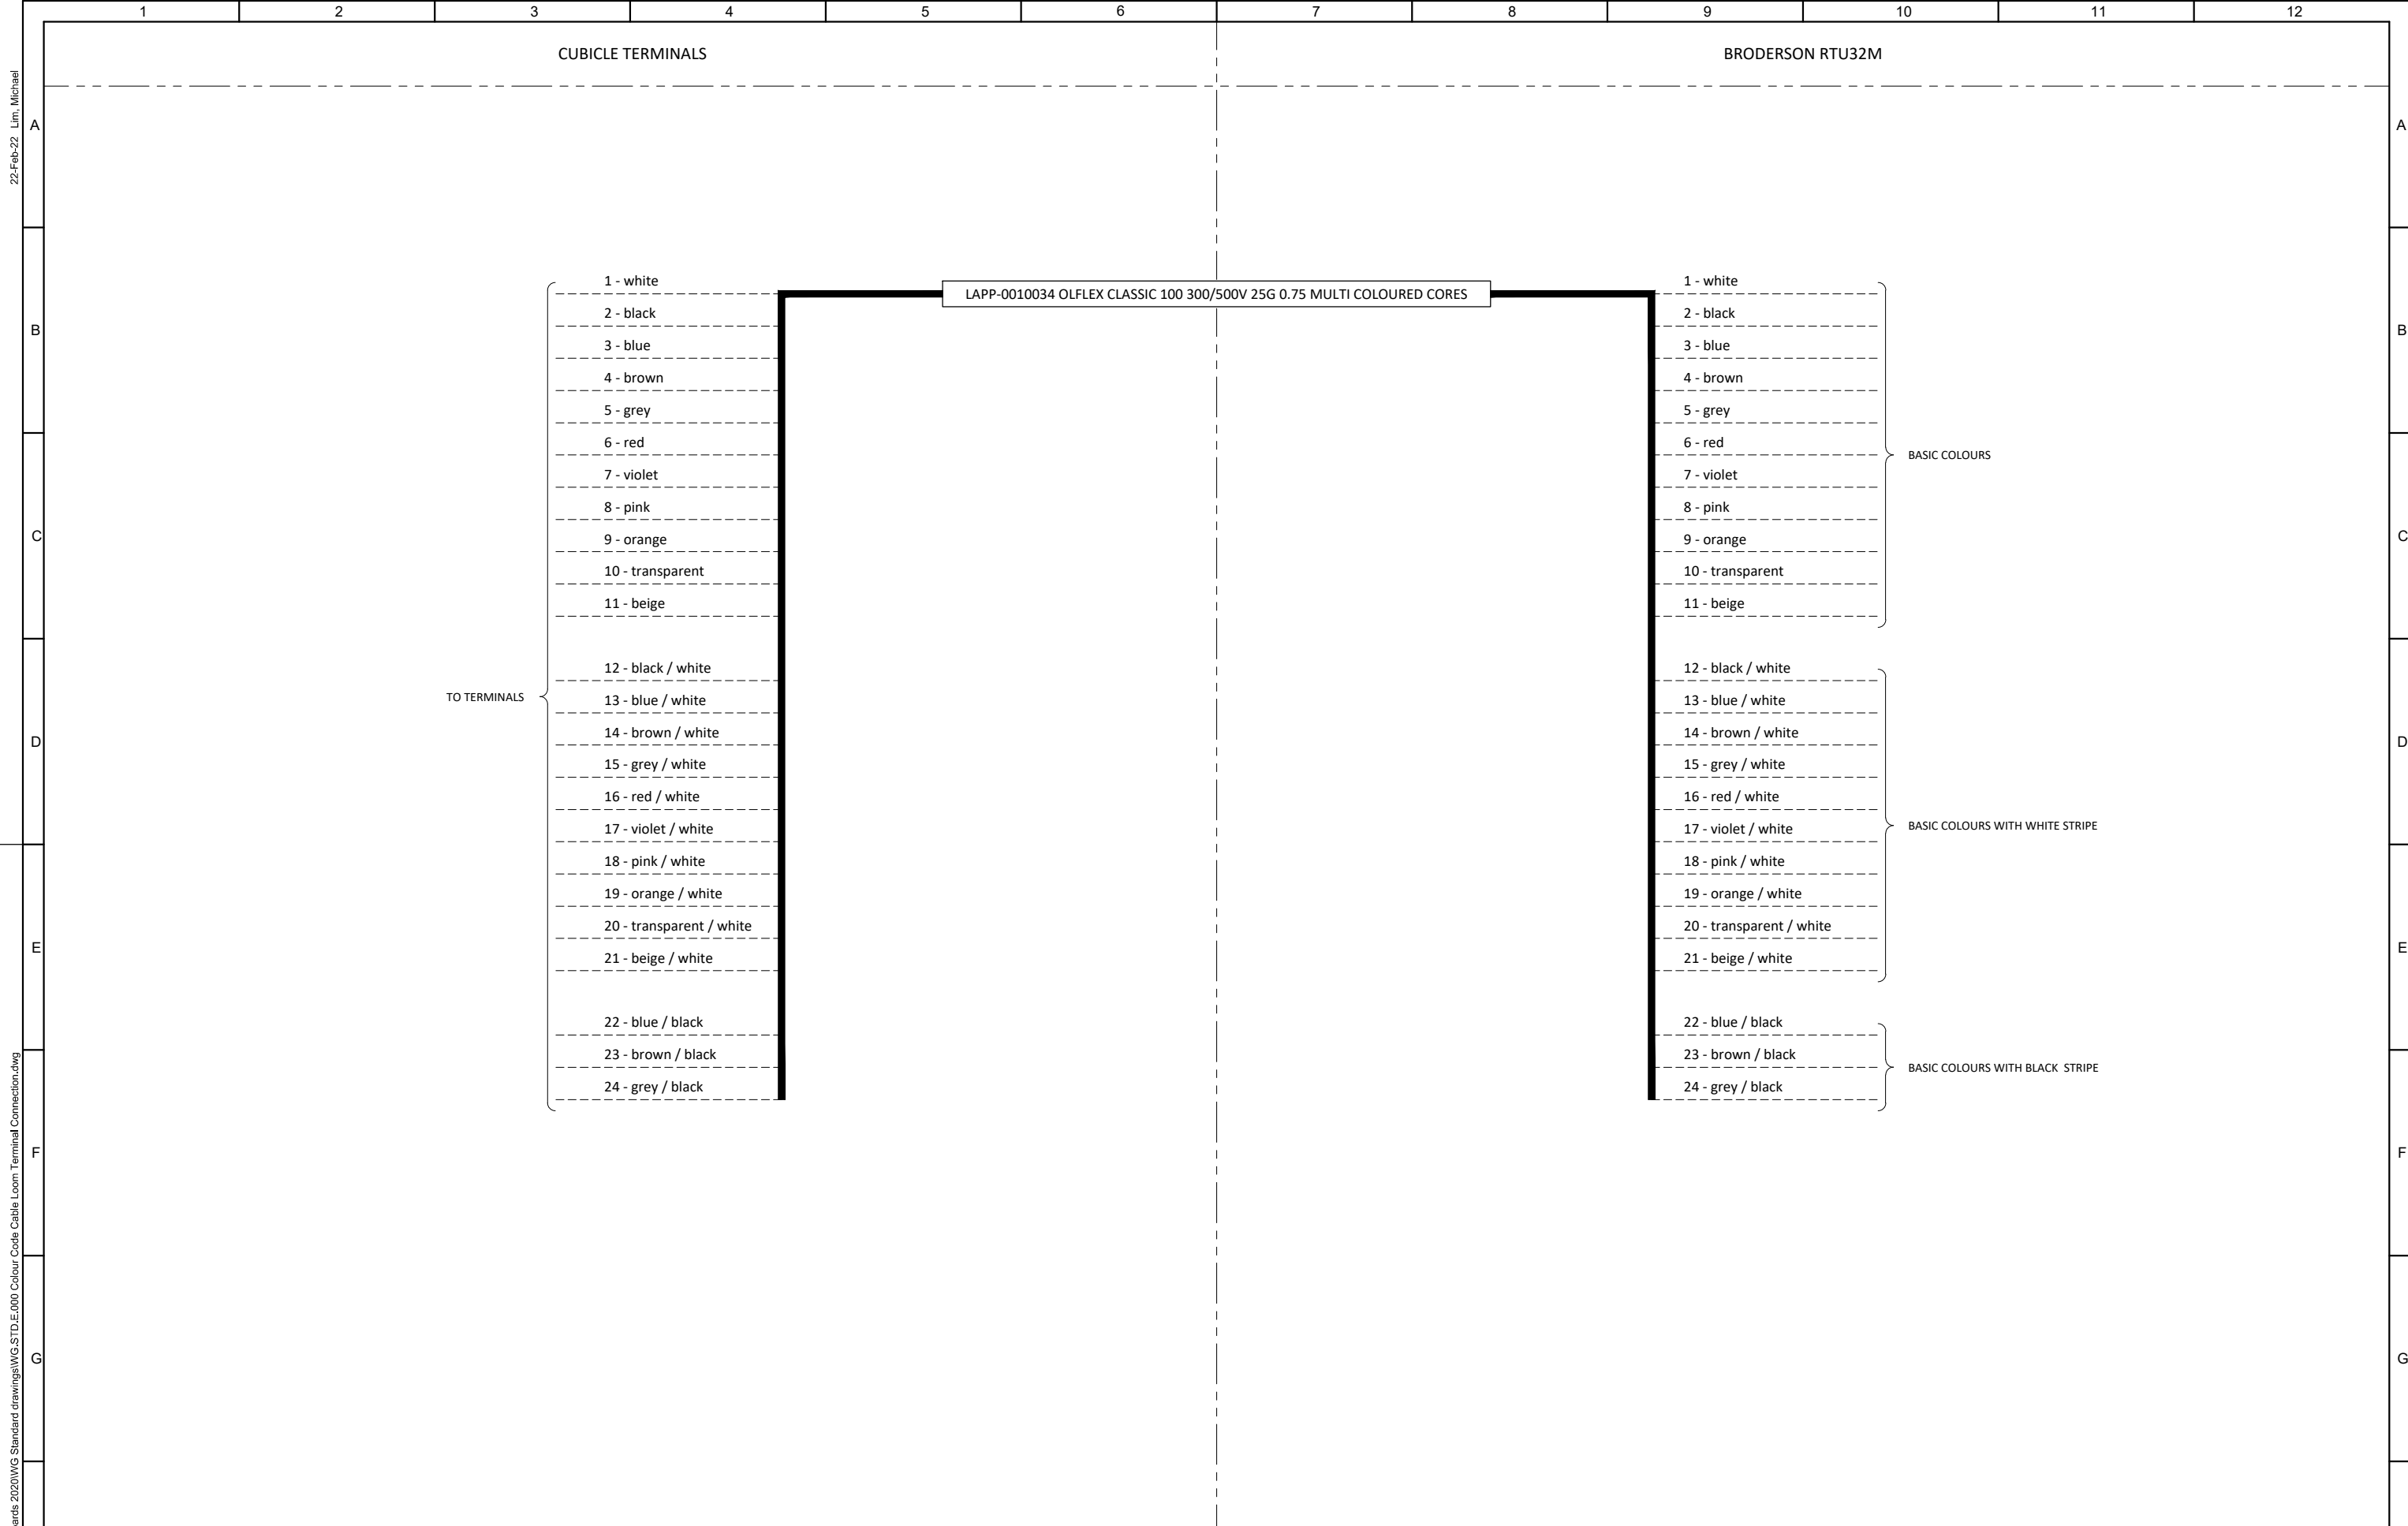 1 2 3 4 5 6 7 8 9 10 11 12
CUBICLE TERMINALS
BRODERSON RTU32M
22-Feb-22 Lim, Michael
A
A
B
B
C
C
D
D
E
E
F
F
G
G
LAPP-0010034 OLFLEX CLASSIC 100 300/500V 25G 0.75 MULTI COLOURED CORES
TO TERMINALS
1 - white
2 - black
3 - blue
4 - brown
5 - grey
6 - red
7 - violet
8 - pink
9 - orange
10 - transparent
11 - beige
12 - black / white
13 - blue / white
14 - brown / white
15 - grey / white
16 - red / white
17 - violet / white
18 - pink / white
19 - orange / white
20 - transparent / white
21 - beige / white
22 - blue / black
23 - brown / black
24 - grey / black
1 - white
2 - black
3 - blue
4 - brown
5 - grey
6 - red
7 - violet
8 - pink
9 - orange
10 - transparent
11 - beige
BASIC COLOURS
12 - black / white
13 - blue / white
14 - brown / white
15 - grey / white
16 - red / white
17 - violet / white
18 - pink / white
19 - orange / white
20 - transparent / white
21 - beige / white
BASIC COLOURS WITH WHITE STRIPE
22 - blue / black
23 - brown / black
24 - grey / black
BASIC COLOURS WITH BLACK STRIPE
2020\WG Standard drawings\WG.STD.E.000 Colour Code Cable Loom Terminal Connection.dwg